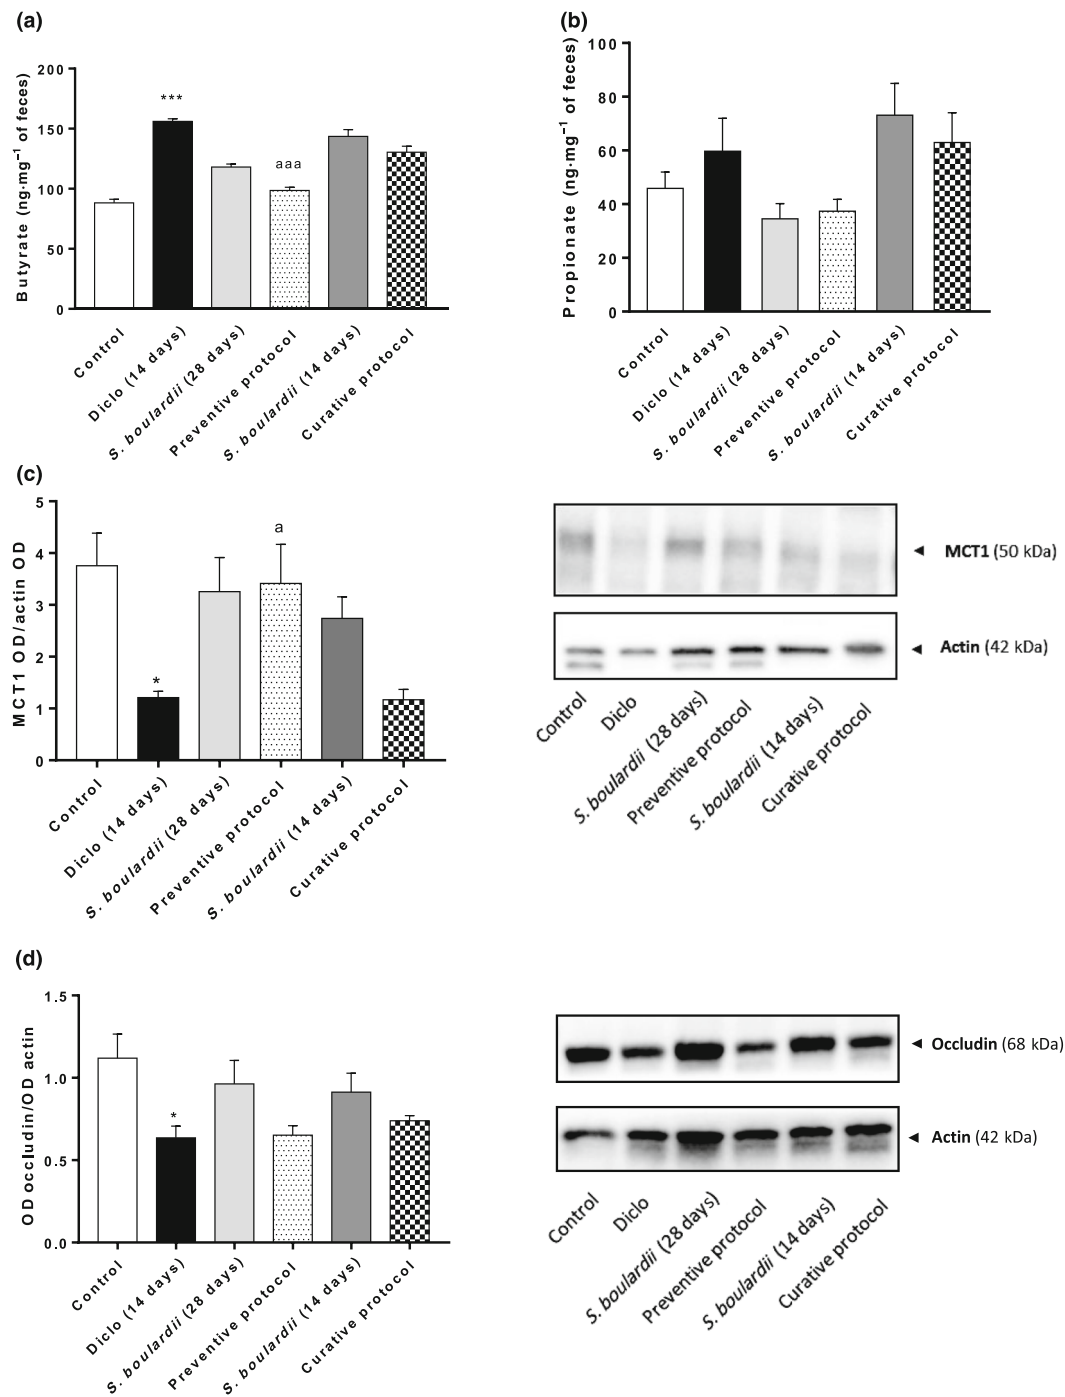 (a)
Butyrate (ng·mg⁻¹ of feces)
200
150
100
50
0
***
aaa
Control
Diclo (14 days)
S. boulardii (28 days)
Preventive protocol
S. boulardii (14 days)
Curative protocol
(b)
Propionate (ng·mg⁻¹ of feces)
100
80
60
40
20
0
Control
Diclo (14 days)
S. boulardii (28 days)
Preventive protocol
S. boulardii (14 days)
Curative protocol
(c)
MCT1 OD/actin OD
5
4
3
2
1
0
*
a
Control
Diclo (14 days)
S. boulardii (28 days)
Preventive protocol
S. boulardii (14 days)
Curative protocol
MCT1 (50 kDa)
Actin (42 kDa)
Control
Diclo
S. boulardii (28 days)
Preventive protocol
S. boulardii (14 days)
Curative protocol
(d)
OD occludin/OD actin
1.5
1.0
0.5
0.0
*
Control
Diclo (14 days)
S. boulardii (28 days)
Preventive protocol
S. boulardii (14 days)
Curative protocol
Occludin (68 kDa)
Actin (42 kDa)
Control
Diclo
S. boulardii (28 days)
Preventive protocol
S. boulardii (14 days)
Curative protocol